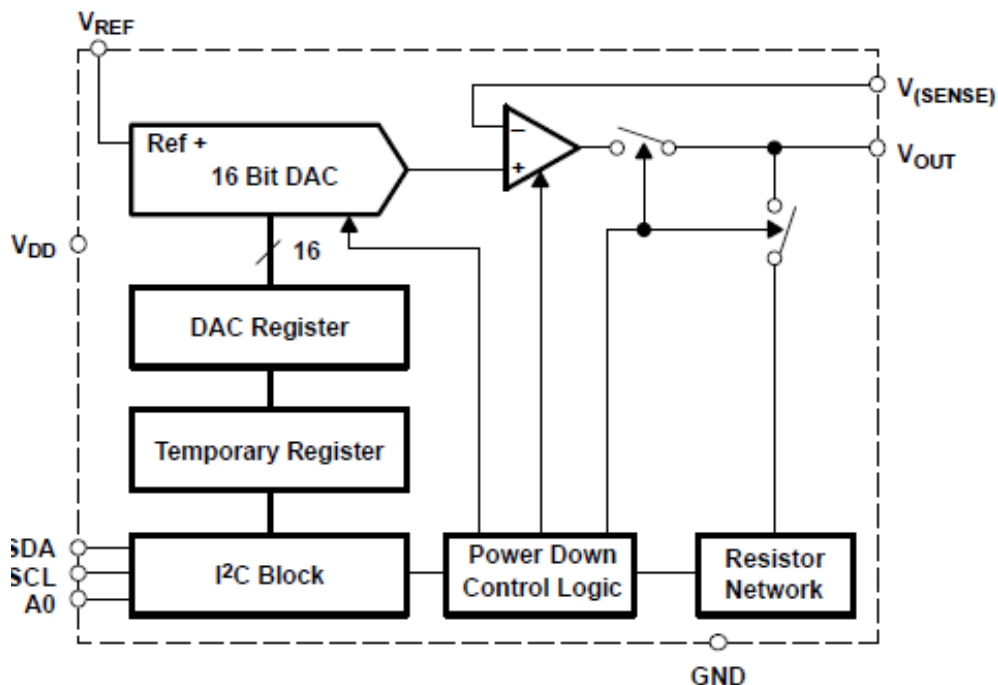 VREF
V(SENSE)
Ref +
16 Bit DAC
−
+
VOUT
VDD
16
DAC Register
Temporary Register
SDA
SCL
A0
I²C Block
Power Down
Control Logic
Resistor
Network
GND